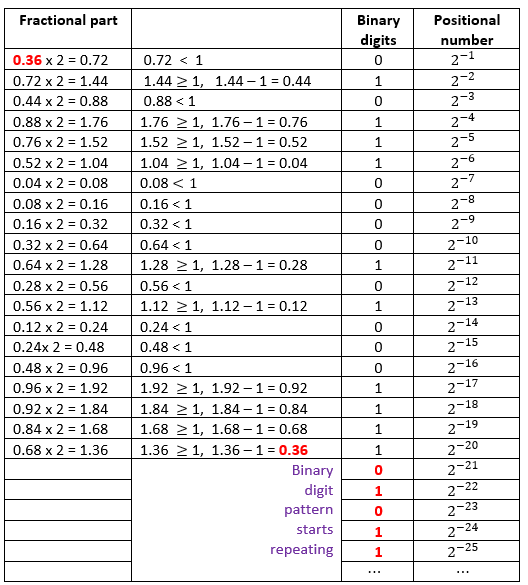 Fractional part Binary digits Positional number
0.36 x 2 = 0.72 0.72 < 1 0 2⁻¹
0.72 x 2 = 1.44 1.44 ≥ 1, 1.44 – 1 = 0.44 1 2⁻²
0.44 x 2 = 0.88 0.88 < 1 0 2⁻³
0.88 x 2 = 1.76 1.76 ≥ 1, 1.76 – 1 = 0.76 1 2⁻⁴
0.76 x 2 = 1.52 1.52 ≥ 1, 1.52 – 1 = 0.52 1 2⁻⁵
0.52 x 2 = 1.04 1.04 ≥ 1, 1.04 – 1 = 0.04 1 2⁻⁶
0.04 x 2 = 0.08 0.08 < 1 0 2⁻⁷
0.08 x 2 = 0.16 0.16 < 1 0 2⁻⁸
0.16 x 2 = 0.32 0.32 < 1 0 2⁻⁹
0.32 x 2 = 0.64 0.64 < 1 0 2⁻¹⁰
0.64 x 2 = 1.28 1.28 ≥ 1, 1.28 – 1 = 0.28 1 2⁻¹¹
0.28 x 2 = 0.56 0.56 < 1 0 2⁻¹²
0.56 x 2 = 1.12 1.12 ≥ 1, 1.12 – 1 = 0.12 1 2⁻¹³
0.12 x 2 = 0.24 0.24 < 1 0 2⁻¹⁴
0.24x 2 = 0.48 0.48 < 1 0 2⁻¹⁵
0.48 x 2 = 0.96 0.96 < 1 0 2⁻¹⁶
0.96 x 2 = 1.92 1.92 ≥ 1, 1.92 – 1 = 0.92 1 2⁻¹⁷
0.92 x 2 = 1.84 1.84 ≥ 1, 1.84 – 1 = 0.84 1 2⁻¹⁸
0.84 x 2 = 1.68 1.68 ≥ 1, 1.68 – 1 = 0.68 1 2⁻¹⁹
0.68 x 2 = 1.36 1.36 ≥ 1, 1.36 – 1 = 0.36 1 2⁻²⁰
Binary 0 2⁻²¹
digit 1 2⁻²²
pattern 0 2⁻²³
starts 1 2⁻²⁴
repeating 1 2⁻²⁵
… …